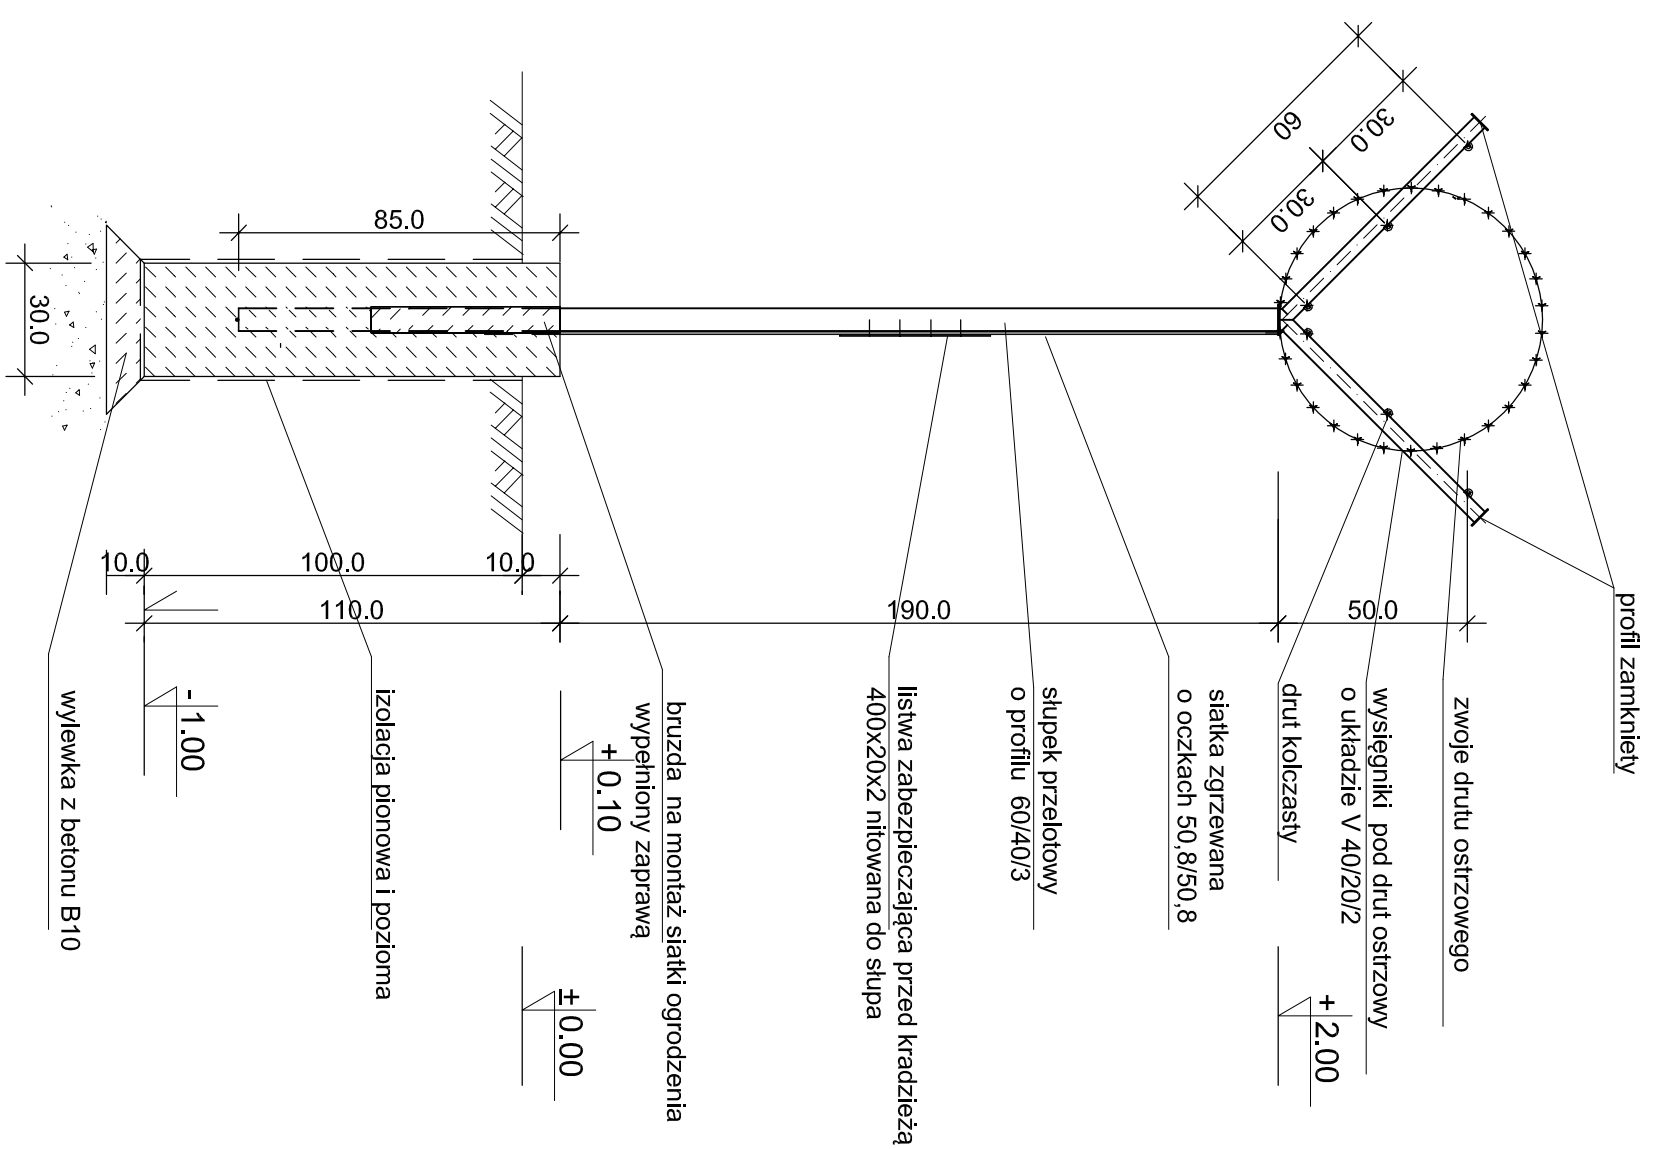 profil zamkniety
zwoje drutu ostrzowego
wysięgniki pod drut ostrzowy
o układzie V 40/20/2
drut kolczasty
siatka zgrzewana
o oczkach 50,8/50,8
słupek przelotowy
o profilu 60/40/3
listwa zabezpieczająca przed kradzieżą
400x20x2 nitowana do słupa
bruzda na montaż siatki ogrodzenia
wypełniony zaprawą
izolacja pionowa i pozioma
wylewka z betonu B10
+ 2.00
+ 0.10
± 0.00
- 1.00
60
30.0
30.0
50.0
190.0
110.0
10.0
100.0
10.0
85.0
30.0